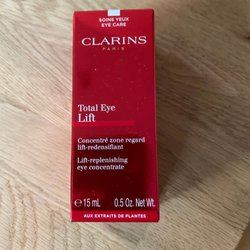 SOINS YEUX
EYE CARE
CLARINS
PARIS
Total Eye
Lift
Concentré zone regard
lift-redensifiant
Lift-replenishing
eye concentrate
e 15 mL 0.5 Oz. Net Wt.
AUX EXTRAITS DE PLANTES